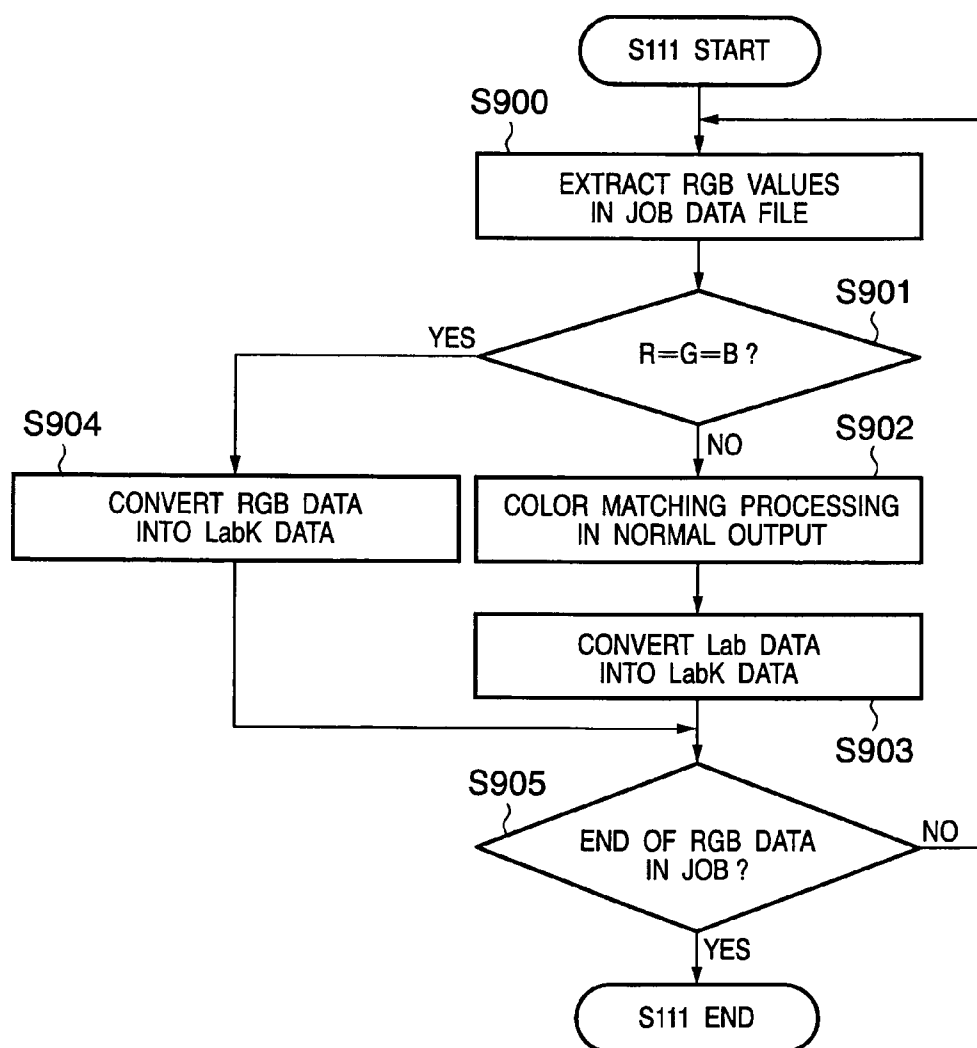 S111 START
S900
EXTRACT RGB VALUES
IN JOB DATA FILE
S901
YES
R=G=B?
NO
S904
S902
CONVERT RGB DATA
INTO LabK DATA
COLOR MATCHING PROCESSING
IN NORMAL OUTPUT
CONVERT Lab DATA
INTO LabK DATA
S903
S905
END OF RGB DATA
IN JOB?
NO
YES
S111 END